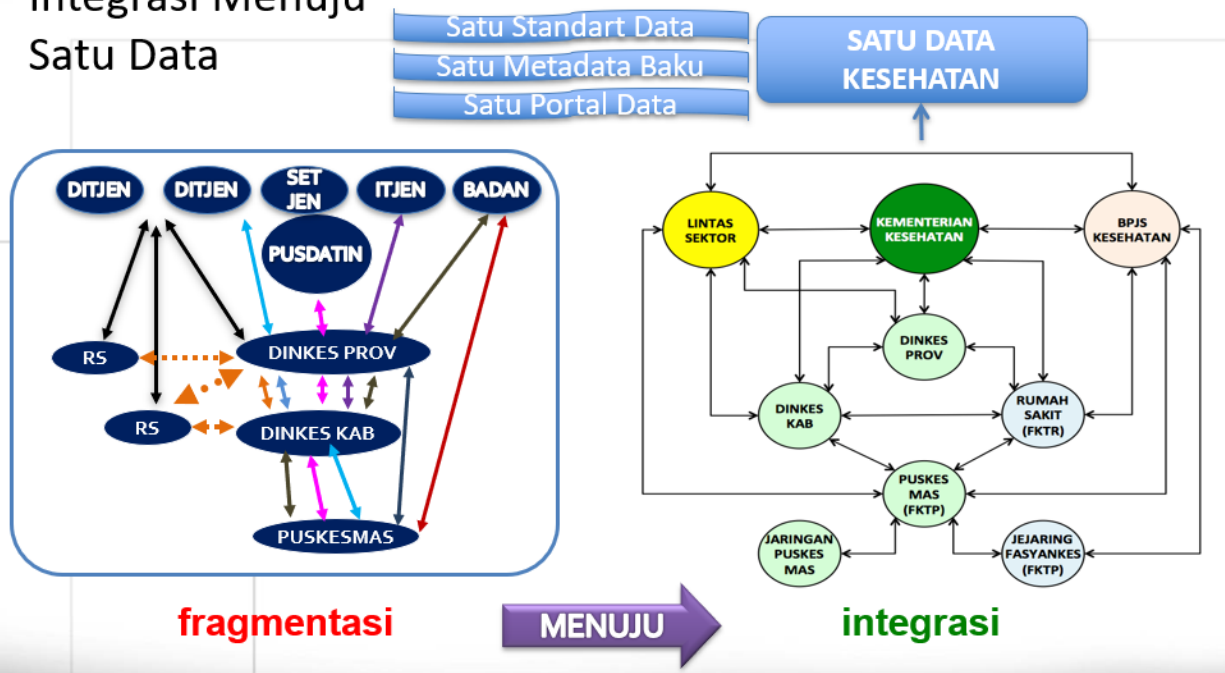 Integrasi Menuju
Satu Data
Satu Standart Data
Satu Metadata Baku
Satu Portal Data
SATU DATA
KESEHATAN
DITJEN
DITJEN
SET
JEN
ITJEN
BADAN
PUSDATIN
RS
DINKES PROV
RS
DINKES KAB
PUSKESMAS
LINTAS
SEKTOR
KEMENTERIAN
KESEHATAN
BPJS
KESEHATAN
DINKES
PROV
DINKES
KAB
RUMAH
SAKIT
(FKTR)
PUSKES
MAS
(FKTP)
JARINGAN
PUSKES
MAS
JEJARING
FASYANKES
(FKTP)
fragmentasi
MENUJU
integrasi